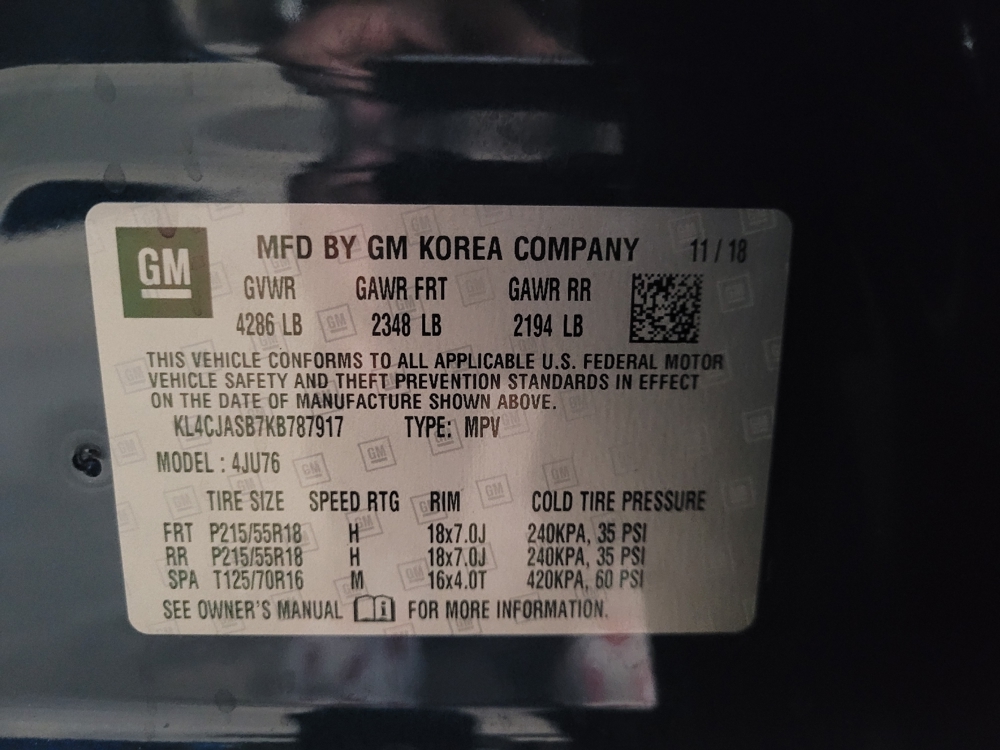 GM
MFD BY GM KOREA COMPANY 11 / 18
GVWR GAWR FRT GAWR RR
4286 LB 2348 LB 2194 LB
THIS VEHICLE CONFORMS TO ALL APPLICABLE U.S. FEDERAL MOTOR
VEHICLE SAFETY AND THEFT PREVENTION STANDARDS IN EFFECT
ON THE DATE OF MANUFACTURE SHOWN ABOVE.
KL4CJASB7KB787917 TYPE: MPV
MODEL : 4JU76
TIRE SIZE SPEED RTG RIM COLD TIRE PRESSURE
FRT P215/55R18 H 18x7.0J 240KPA, 35 PSI
RR P215/55R18 H 18x7.0J 240KPA, 35 PSI
SPA T125/70R16 M 16x4.0T 420KPA, 60 PSI
SEE OWNER'S MANUAL i FOR MORE INFORMATION.